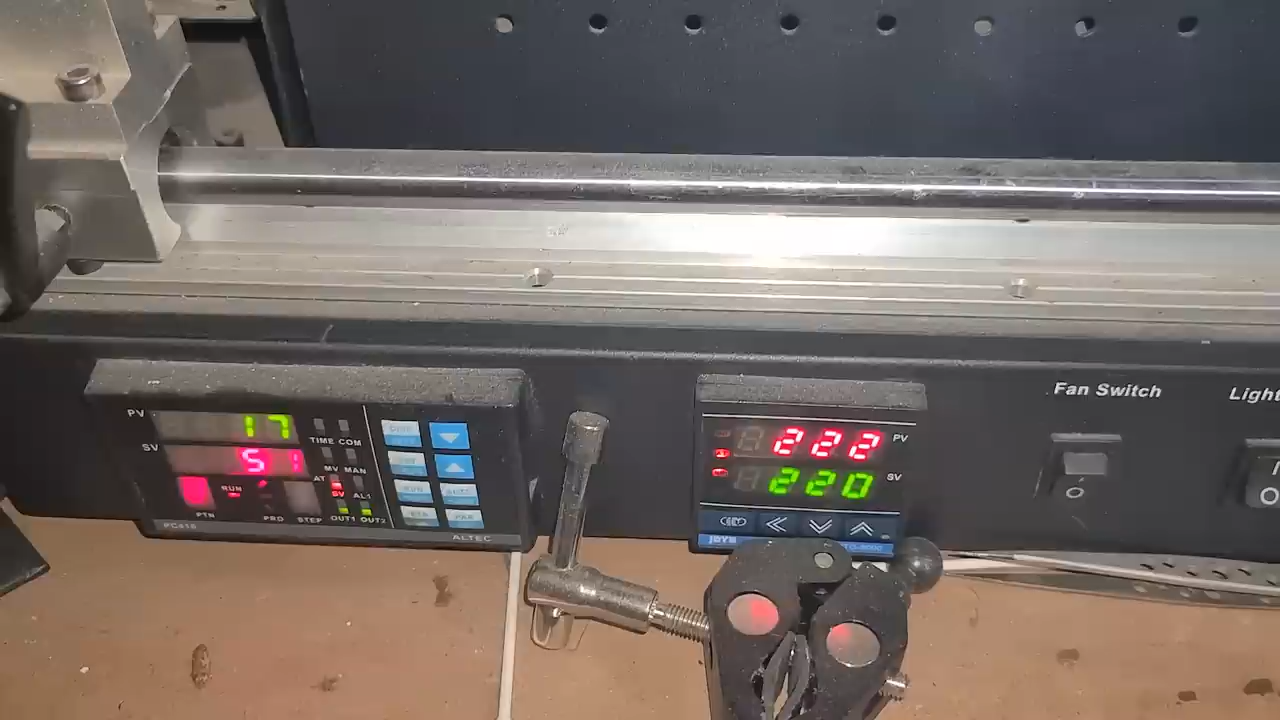 Fan Switch
Light
PV
17
TIME COM
SV
51
MV MAN
AT
RUN
SV AL1
PTN
PRD
STEP
OUT1 OUT2
PAR
PC410
ALTEC
222
PV
220
SV